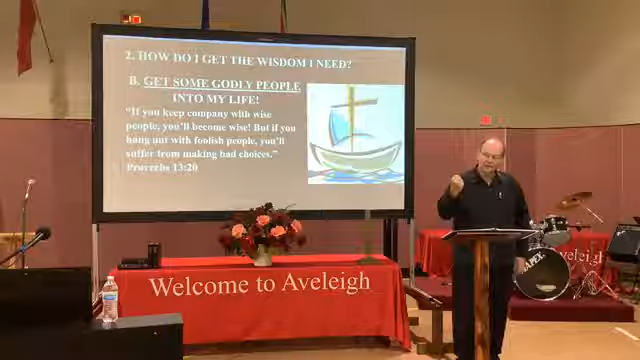 2. HOW DO I GET THE WISDOM I NEED?
B. GET SOME GODLY PEOPLE
INTO MY LIFE!
"If you keep company with wise
people, you'll become wise! But if you
hang out with foolish people, you'll
suffer from making bad choices."
Proverbs 13:20
Welcome to Aveleigh
Aveleigh
APEX